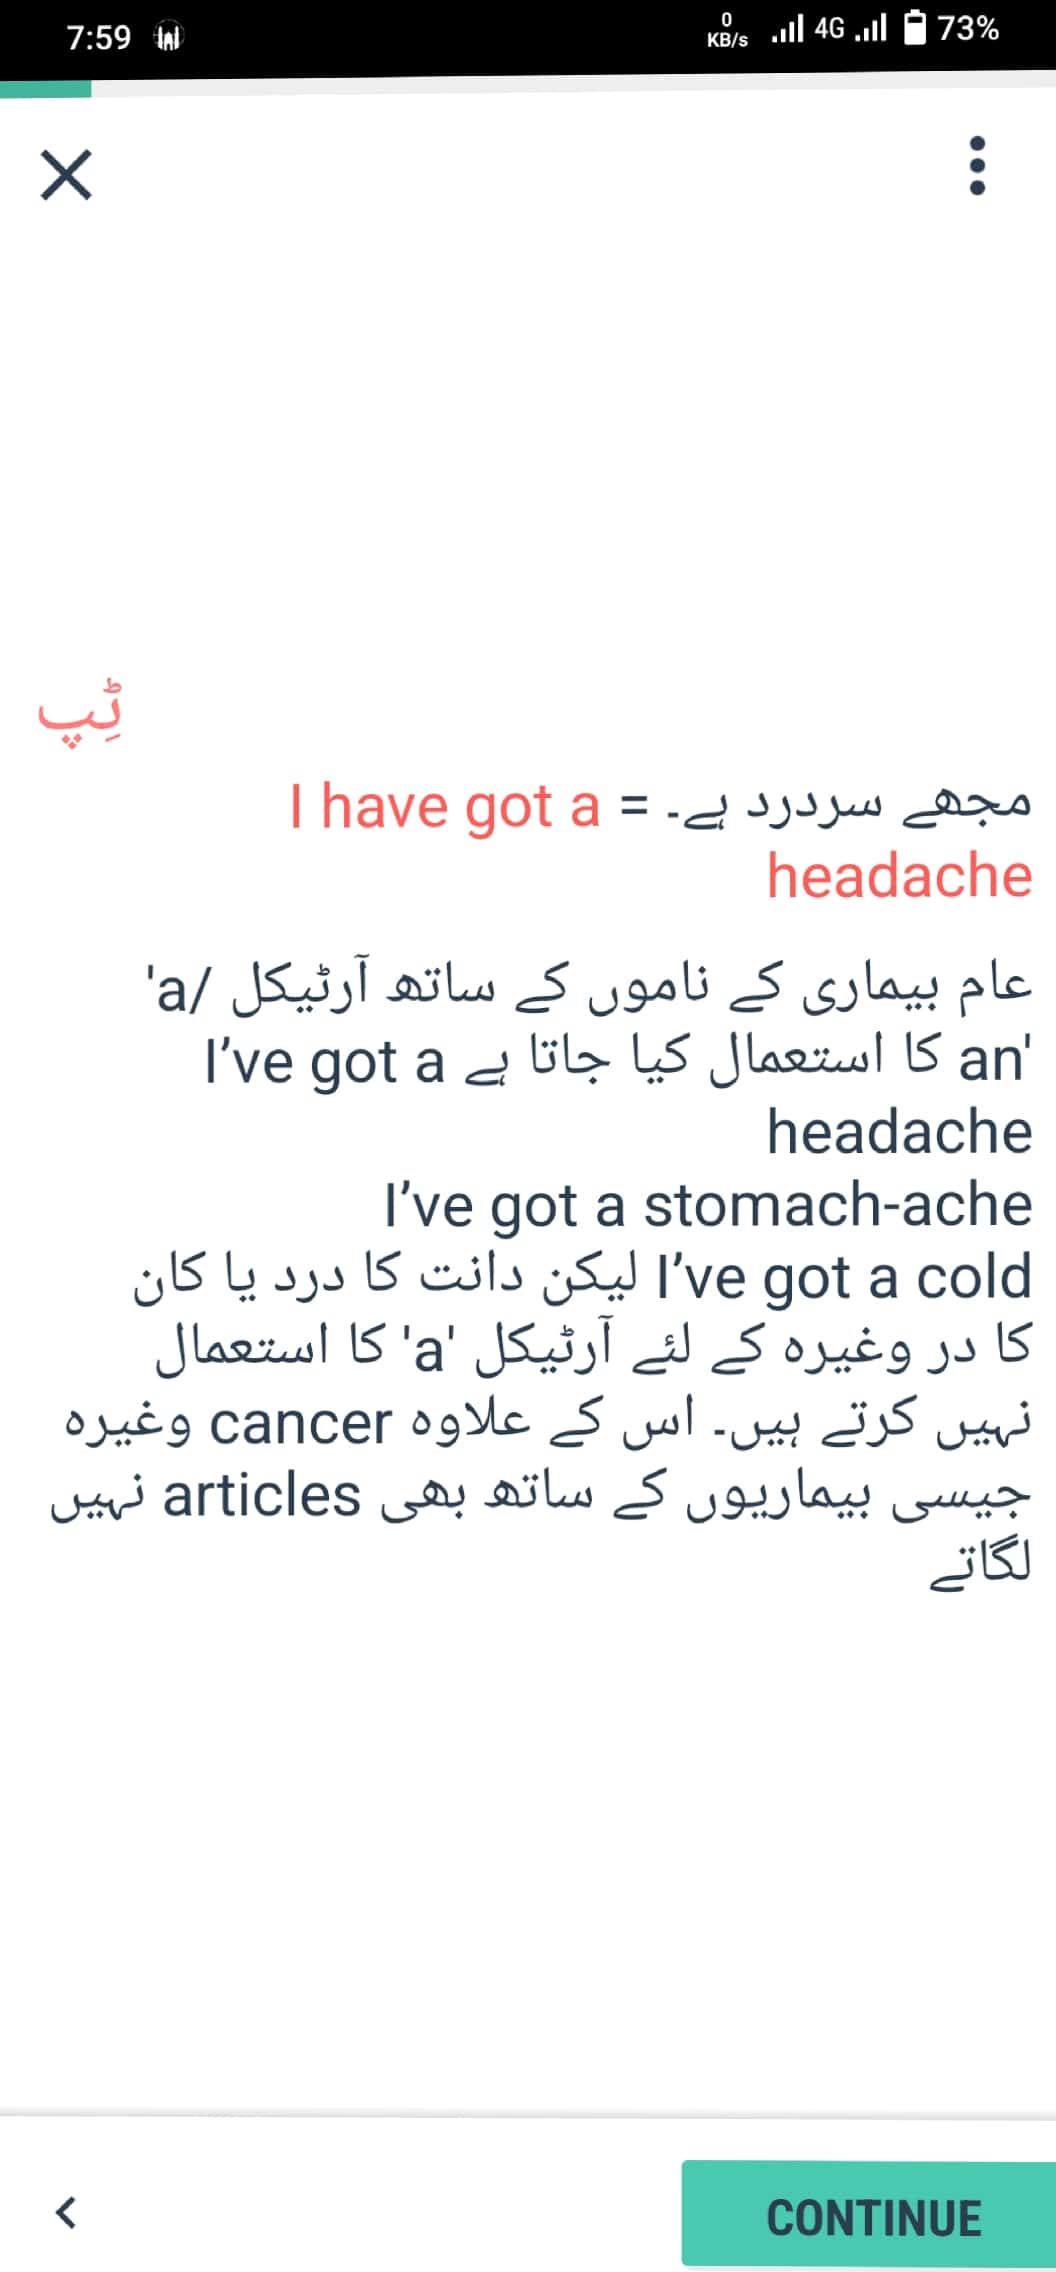 7:59
0
KB/s
4G
73%
ٹِپ
مجھے سردرد ہے۔ = I have got a
headache
عام بیماری کے ناموں کے ساتھ آرٹیکل 'a/
an' کا استعمال کیا جاتا ہے I’ve got a
headache
I’ve got a stomach-ache
I’ve got a cold لیکن دانت کا درد یا کان
کا در وغیرہ کے لئے آرٹیکل 'a' کا استعمال
نہیں کرتے ہیں۔ اس کے علاوہ cancer وغیرہ
جیسی بیماریوں کے ساتھ بھی articles نہیں
لگاتے
CONTINUE